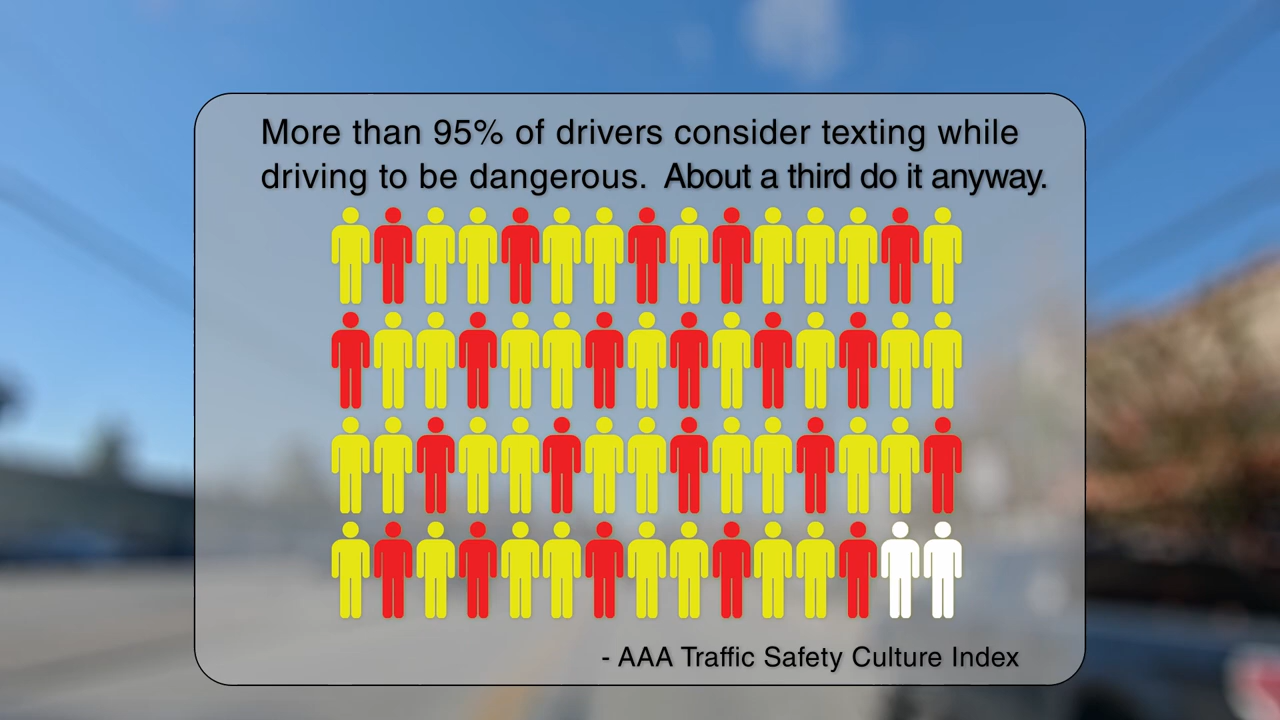 More than 95% of drivers consider texting while
driving to be dangerous. About a third do it anyway.
- AAA Traffic Safety Culture Index